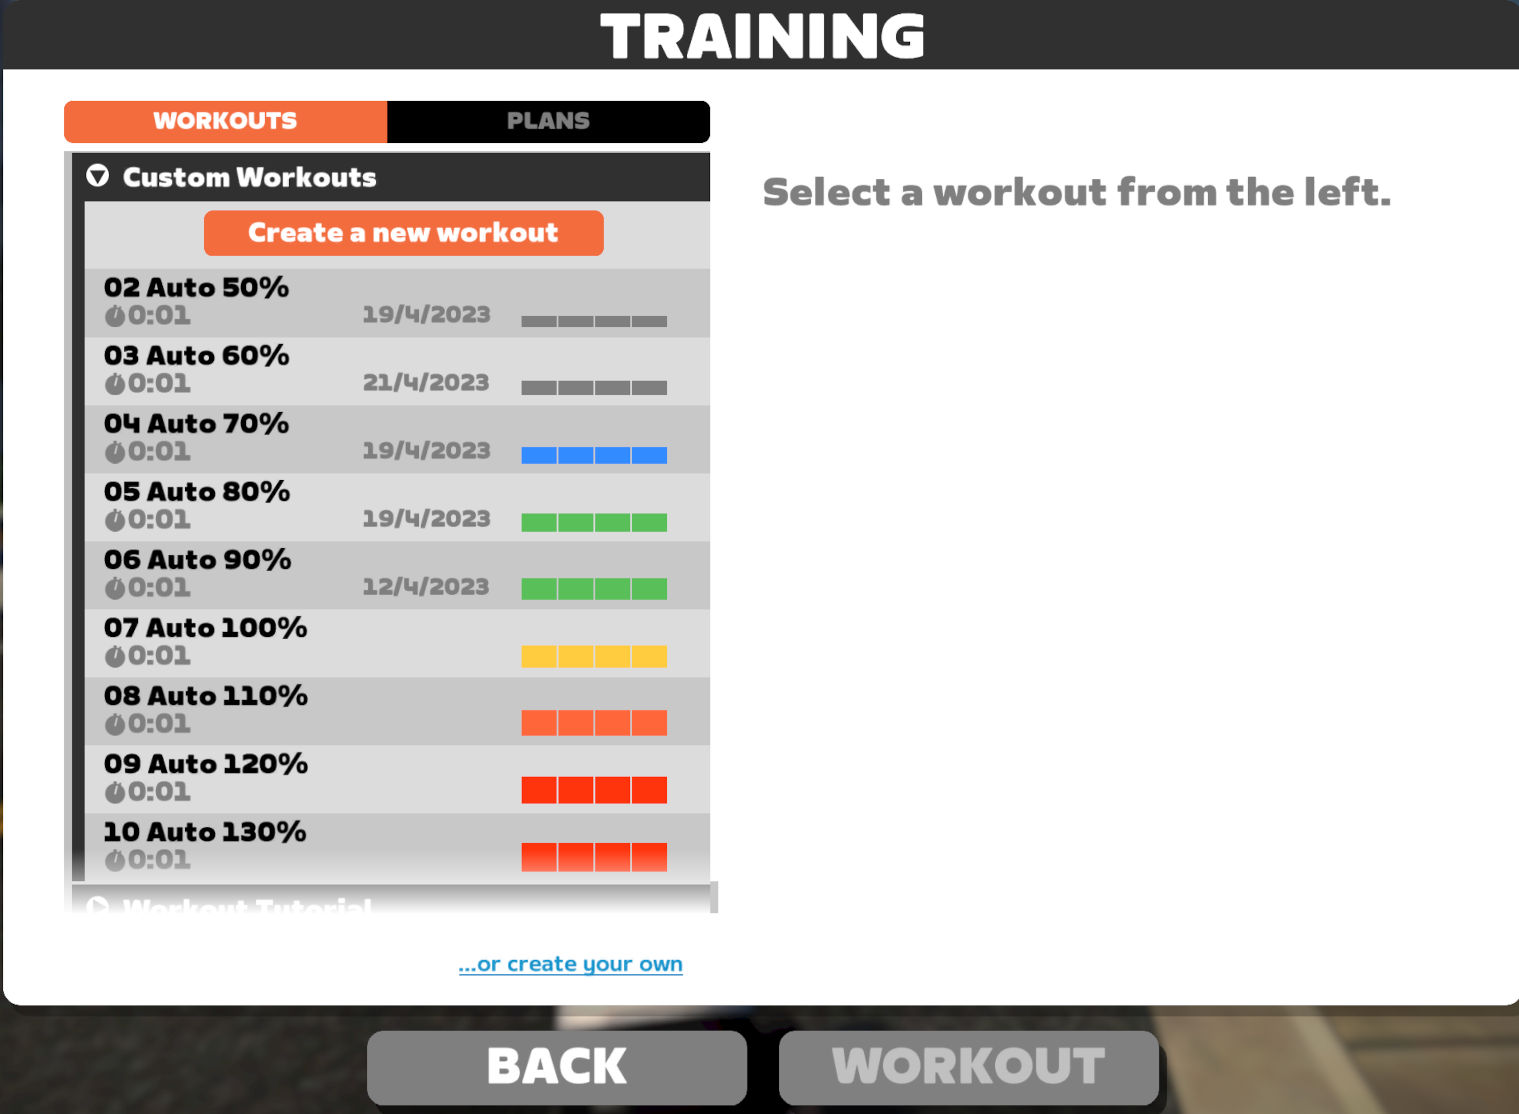 TRAINING
WORKOUTS
PLANS
Custom Workouts
Create a new workout
Select a workout from the left.
02 Auto 50%
0:01 19/4/2023
03 Auto 60%
0:01 21/4/2023
04 Auto 70%
0:01 19/4/2023
05 Auto 80%
0:01 19/4/2023
06 Auto 90%
0:01 12/4/2023
07 Auto 100%
0:01
08 Auto 110%
0:01
09 Auto 120%
0:01
10 Auto 130%
0:01
Workout Tutorial
...or create your own
BACK
WORKOUT